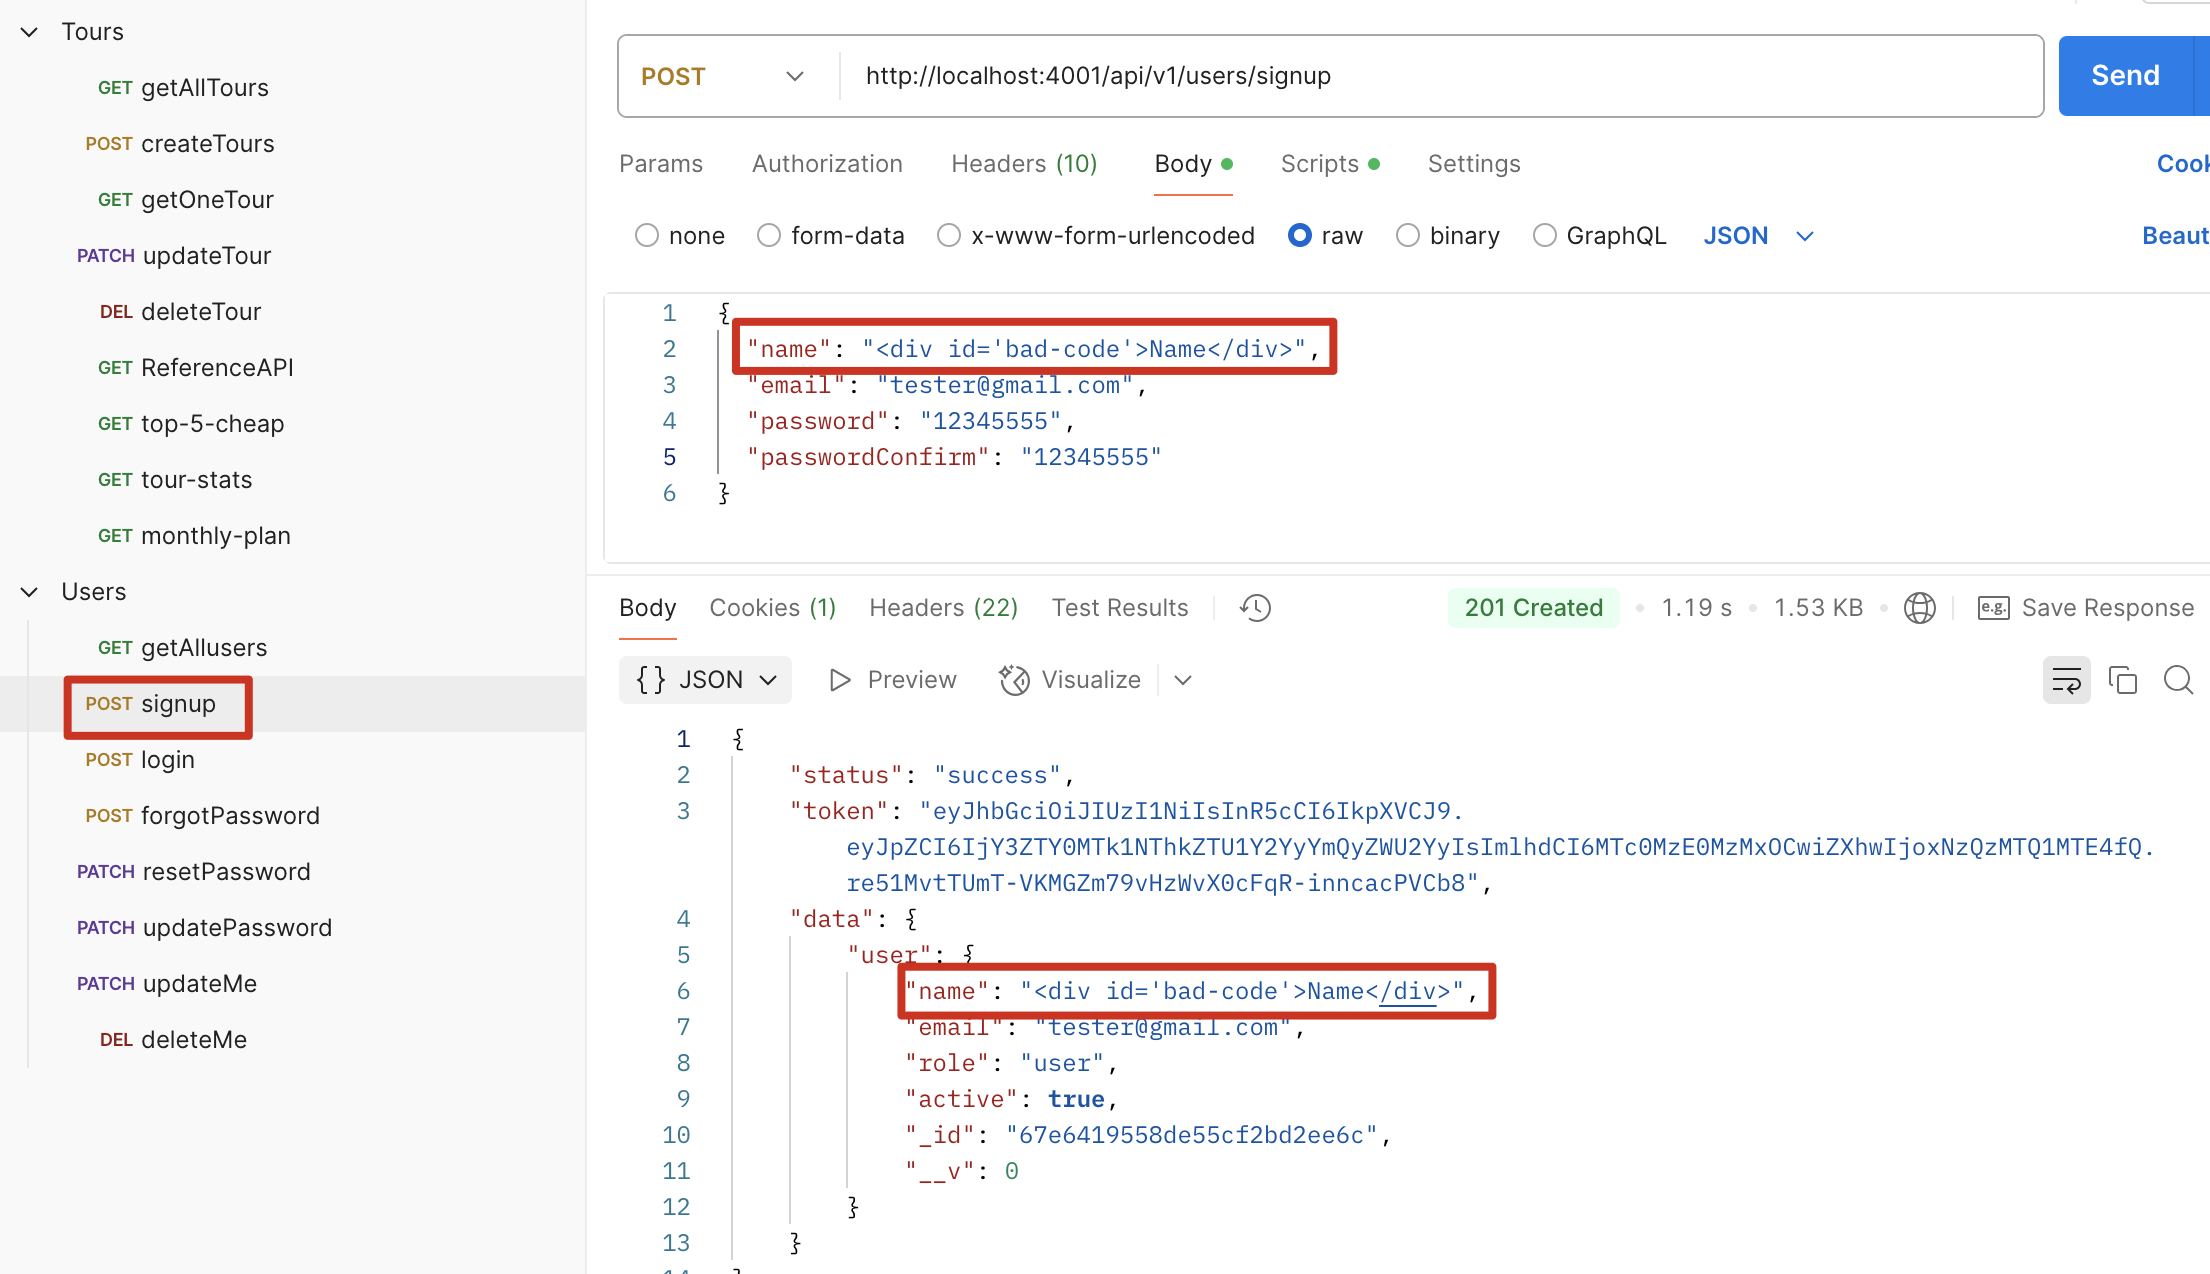 Tours
GET getAllTours
POST createTours
GET getOneTour
PATCH updateTour
DEL deleteTour
GET ReferenceAPI
GET top-5-cheap
GET tour-stats
GET monthly-plan
Users
GET getAllusers
POST signup
POST login
POST forgotPassword
PATCH resetPassword
PATCH updatePassword
PATCH updateMe
DEL deleteMe
POST http://localhost:4001/api/v1/users/signup Send
Params Authorization Headers (10) Body Scripts Settings Cook
none form-data x-www-form-urlencoded raw binary GraphQL JSON Beaut
1 {
2 "name": "<div id='bad-code'>Name</div>",
3 "email": "tester@gmail.com",
4 "password": "12345555",
5 "passwordConfirm": "12345555"
6 }
Body Cookies (1) Headers (22) Test Results 201 Created • 1.19 s • 1.53 KB • e.g. Save Response
{} JSON Preview Visualize
1 {
2 "status": "success",
3 "token": "eyJhbGciOiJIUzI1NiIsInR5cCI6IkpXVCJ9.
eyJpZCI6IjY3ZTY0MTk1NThkZTU1Y2YyYmQyZWU2YyIsImlhdCI6MTc0MzE0MzMxOCwiZXhwIjoxNzQzMTQ1MTE4fQ.
re51MvtTUmT-VKMGZm79vHzWvX0cFqR-inncacPVCb8",
4 "data": {
5 "user": {
6 "name": "<div id='bad-code'>Name</div>",
7 "email": "tester@gmail.com",
8 "role": "user",
9 "active": true,
10 "_id": "67e6419558de55cf2bd2ee6c",
11 "__v": 0
12 }
13 }